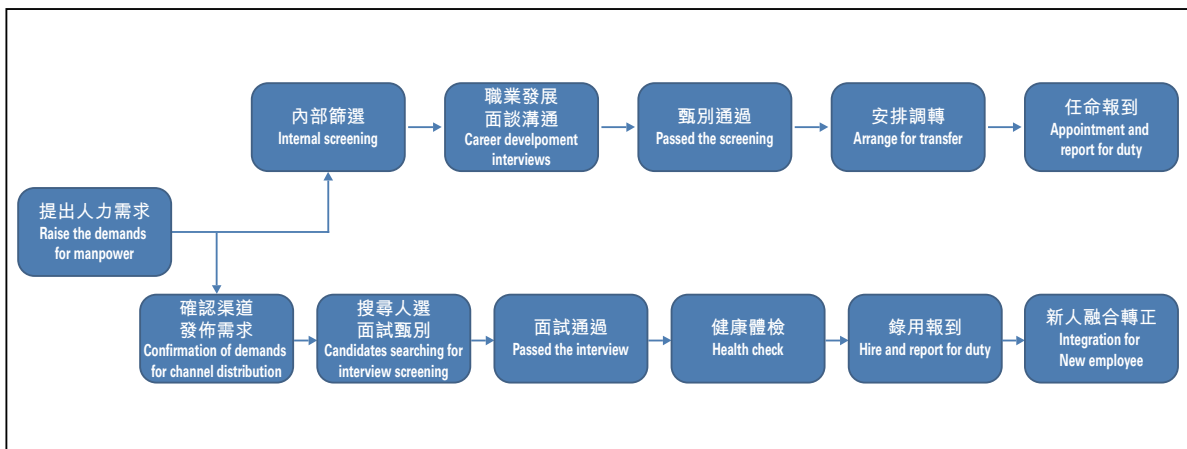 內部篩選
Internal screening
職業發展
面談溝通
Career develpoment
interviews
甄別通過
Passed the screening
安排調轉
Arrange for transfer
任命報到
Appointment and
report for duty
提出人力需求
Raise the demands
for manpower
確認渠道
發佈需求
Confirmation of demands
for channel distribution
搜尋人選
面試甄別
Candidates searching for
interview screening
面試通過
Passed the interview
健康體檢
Health check
錄用報到
Hire and report for duty
新人融合轉正
Integration for
New employee